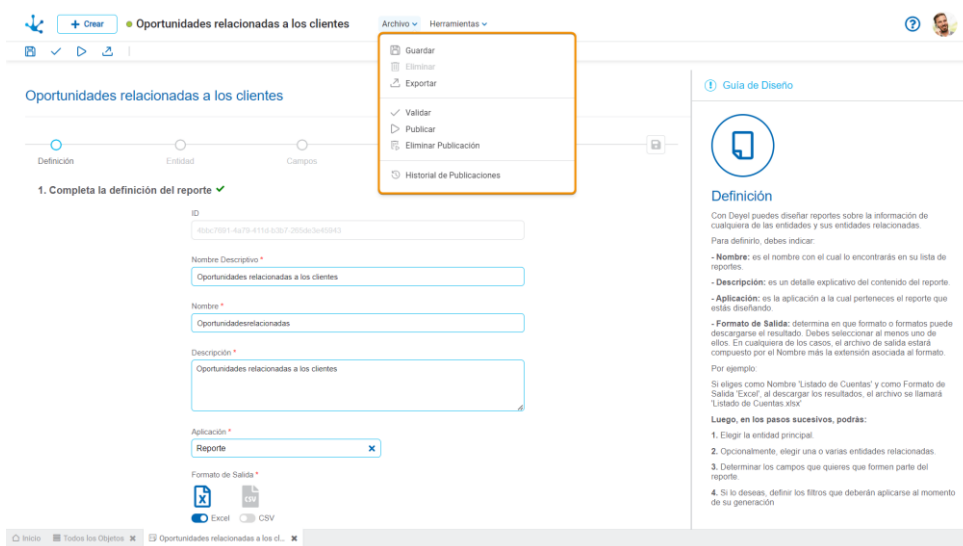 + Crear
Oportunidades relacionadas a los clientes
Archivo
Herramientas
Guardar
Eliminar
Exportar
Validar
Publicar
Eliminar Publicación
Historial de Publicaciones
Oportunidades relacionadas a los clientes
Definición
Entidad
Campos
1. Completa la definición del reporte
ID
Nombre Descriptivo *
Oportunidades relacionadas a los clientes
Nombre *
Oportunidadesrelacionadas
Descripción *
Oportunidades relacionadas a los clientes
Aplicación *
Reporte
Formato de Salida *
CSV
Excel
CSV
Guía de Diseño
Definición
Con Deyel puedes diseñar reportes sobre la información de
cualquiera de las entidades y sus entidades relacionadas.
Para definirlo, debes indicar:
- Nombre: es el nombre con el cual lo encontrarás en su lista de
reportes.
- Descripción: es un detalle explicativo del contenido del reporte.
- Aplicación: es la aplicación a la cual perteneces el reporte que
estás diseñando.
- Formato de Salida: determina en que formato o formatos puede
descargarse el resultado. Debes seleccionar al menos uno de
ellos. En cualquiera de los casos, el archivo de salida estará
compuesto por el Nombre más la extensión asociada al formato.
Por ejemplo:
Si eliges como Nombre 'Listado de Cuentas' y como Formato de
Salida 'Excel', al descargar los resultados, el archivo se llamará
'Listado de Cuentas.xlsx'
Luego, en los pasos sucesivos, podrás:
1. Elegir la entidad principal.
2. Opcionalmente, elegir una o varias entidades relacionadas.
3. Determinar los campos que quieres que formen parte del
reporte.
4. Si lo deseas, definir los filtros que deberán aplicarse al momento
de su generación
Inicio
Todos los Objetos
Oportunidades relacionadas a los cl...